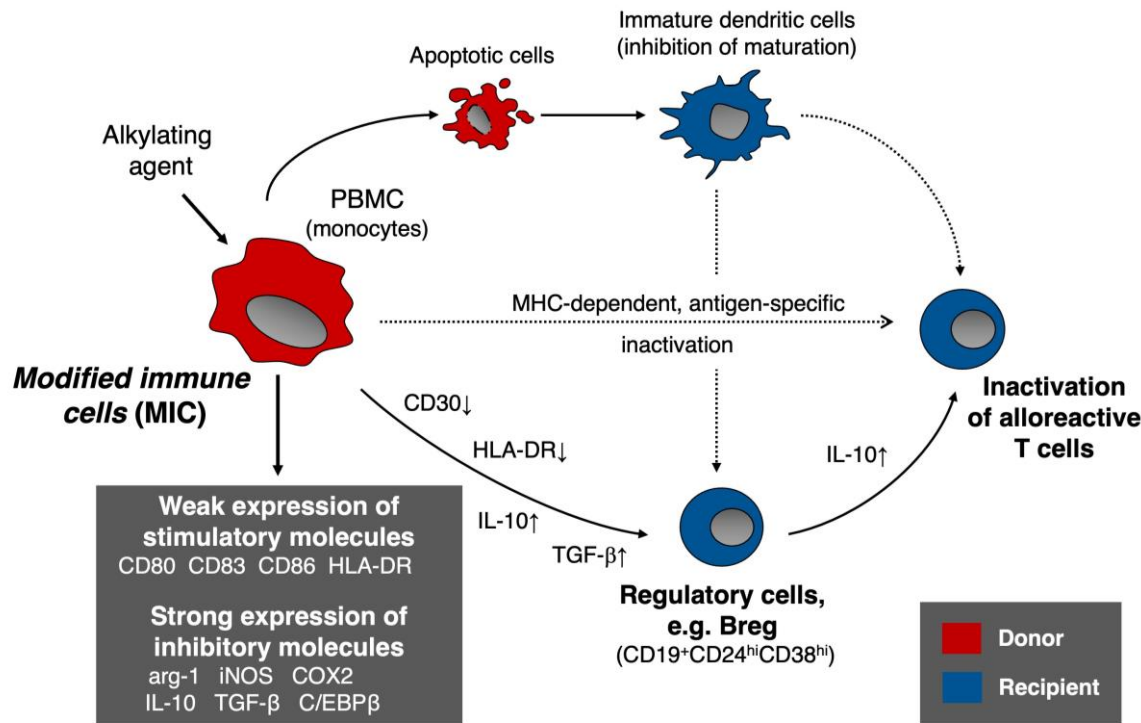 Immature dendritic cells
(inhibition of maturation)
Apoptotic cells
Alkylating
agent
PBMC
(monocytes)
MHC-dependent, antigen-specific
inactivation
Modified immune
cells (MIC)
Inactivation
of alloreactive
T cells
CD30↓
HLA-DR↓
IL-10↑
TGF-β↑
IL-10↑
Weak expression of
stimulatory molecules
CD80 CD83 CD86 HLA-DR
Strong expression of
inhibitory molecules
arg-1 iNOS COX2
IL-10 TGF-β C/EBPβ
Regulatory cells,
e.g. Breg
(CD19⁺CD24ʰⁱCD38ʰⁱ)
Donor
Recipient